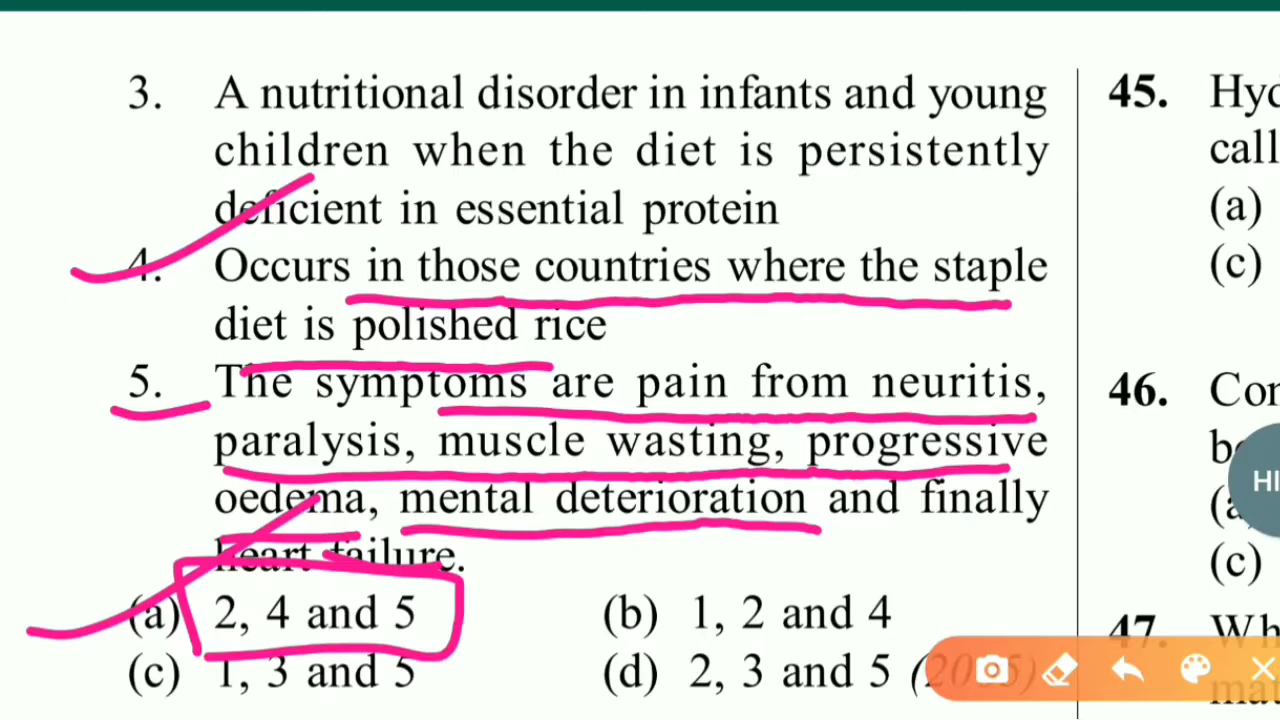 3. A nutritional disorder in infants and young
children when the diet is persistently
deficient in essential protein
4. Occurs in those countries where the staple
diet is polished rice
5. The symptoms are pain from neuritis,
paralysis, muscle wasting, progressive
oedema, mental deterioration and finally
heart failure.
(a) 2, 4 and 5 (b) 1, 2 and 4
(c) 1, 3 and 5 (d) 2, 3 and 5
45.
(a)
(c)
46.
(c)
47.